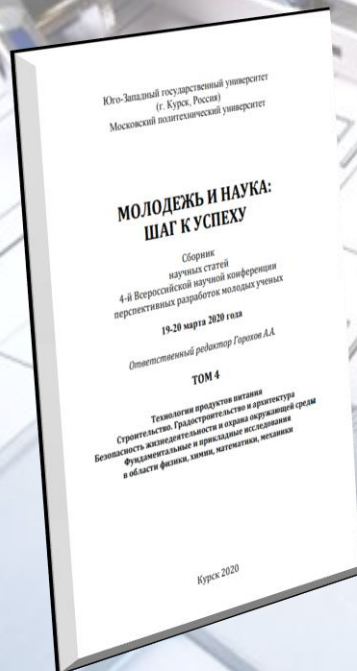 Юго-Западный государственный университет
(г. Курск, Россия)
Московский политехнический университет
МОЛОДЕЖЬ И НАУКА:
ШАГ К УСПЕХУ
Сборник
научных статей
4-й Всероссийской научной конференции
перспективных разработок молодых ученых
19-20 марта 2020 года
Ответственный редактор Горохов А.А.
ТОМ 4
Технологии продуктов питания
Строительство. Градостроительство и архитектура
Безопасность жизнедеятельности и охрана окружающей среды
Фундаментальные и прикладные исследования
в области физики, химии, математики, механики
Курск 2020